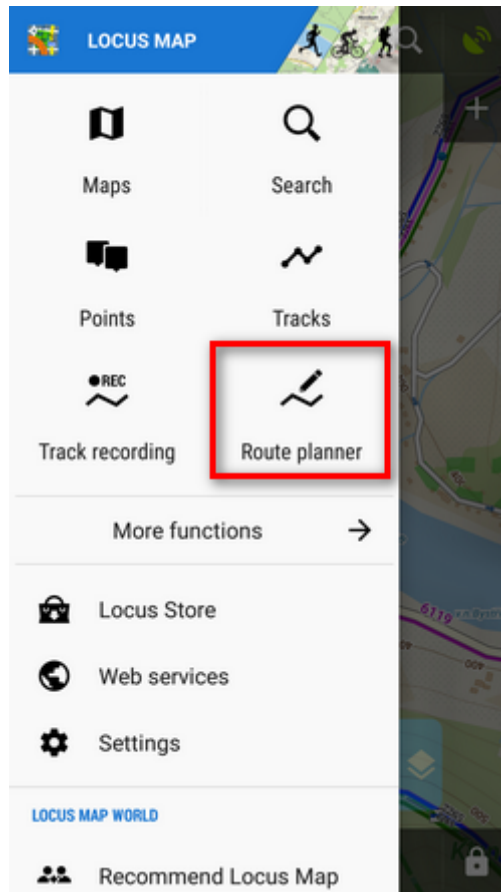 LOCUS MAP
Maps
Search
Points
Tracks
REC
Track recording
Route planner
More functions
Locus Store
Web services
Settings
LOCUS MAP WORLD
Recommend Locus Map
6119